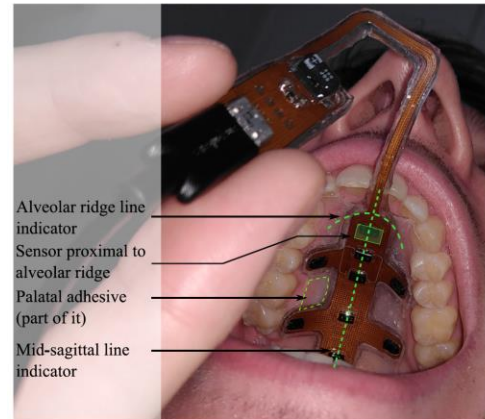 Alveolar ridge line
indicator
Sensor proximal to
alveolar ridge
Palatal adhesive
(part of it)
Mid-sagittal line
indicator